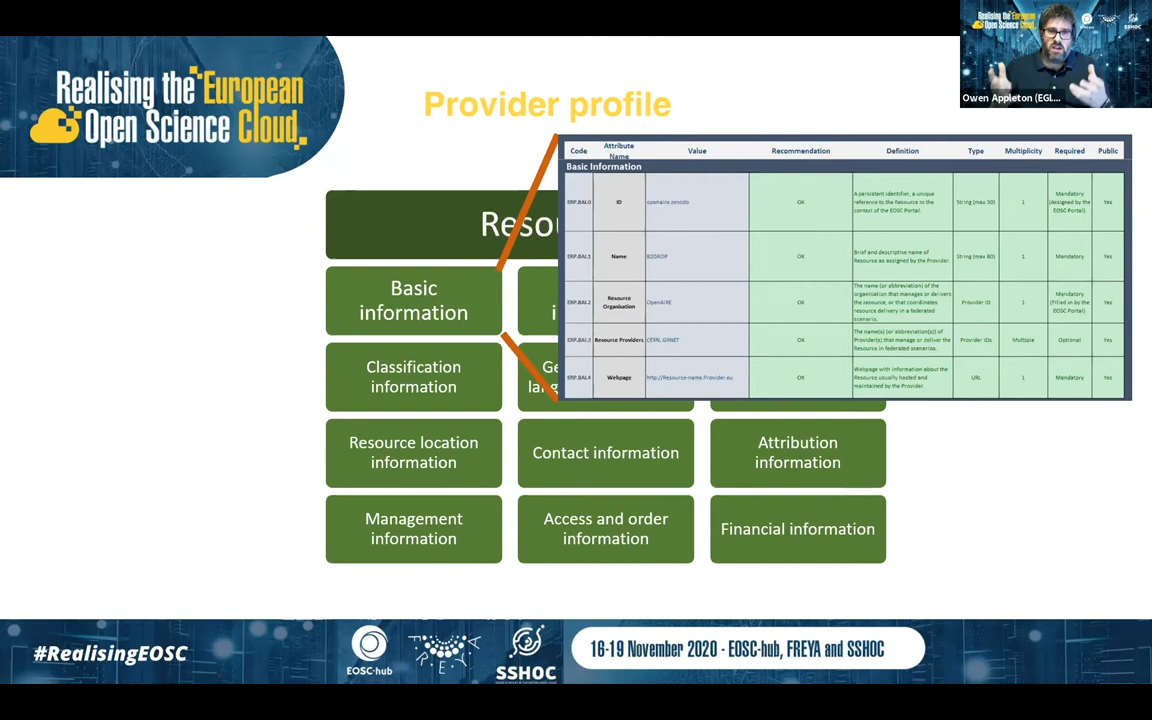 Realising the European
Open Science Cloud
Realising the European
Open Science Cloud
SSHOC
Owen Appleton (EGI....
Provider profile
Code
Attribute
Name
Value
Recommendation
Definition
Type
Multiplicity
Required
Public
Basic Information
ERP.BAI.0
ID
openaire.zenodo
OK
A persistent identifier, a unique
reference to the Resource in the
context of the EOSC Portal.
String (max 50)
1
Mandatory
(Assigned by the
EOSC Portal)
Yes
ERP.BAI.1
Name
B2DROP
OK
Brief and descriptive name of
Resource as assigned by the Provider.
String (max 80)
1
Mandatory
Yes
ERP.BAI.2
Resource
Organisation
OpenAIRE
OK
The name (or abbreviation) of the
organisation that manages or delivers
the resource, or that coordinates
resource delivery in a federated
scenario.
Provider ID
1
Mandatory
(Filled in by the
EOSC Portal)
Yes
ERP.BAI.3
Resource Providers
CERN, GRNET
OK
The name(s) (or abbreviation(s)) of
Provider(s) that manage or deliver the
Resource in federated scenarios.
Provider IDs
Multiple
Optional
Yes
ERP.BAI.4
Webpage
http://Resource-name.Provider.eu
OK
Webpage with information about the
Resource usually hosted and
maintained by the Provider.
URL
1
Mandatory
Yes
Basic
information
Classification
information
Resource location
information
Contact information
Attribution
information
Management
information
Access and order
information
Financial information
#RealisingEOSC
EOSC-hub
FREYA
SSHOC
16-19 November 2020 - EOSC-hub, FREYA and SSHOC